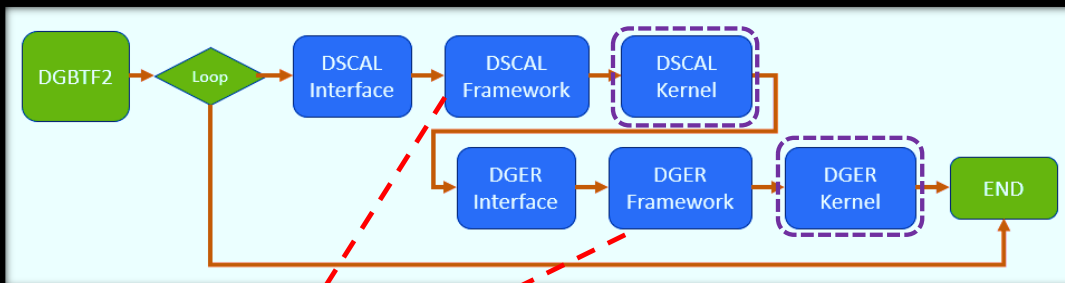 DGBTF2
Loop
DSCAL
Interface
DSCAL
Framework
DSCAL
Kernel
DGER
Interface
DGER
Framework
DGER
Kernel
END